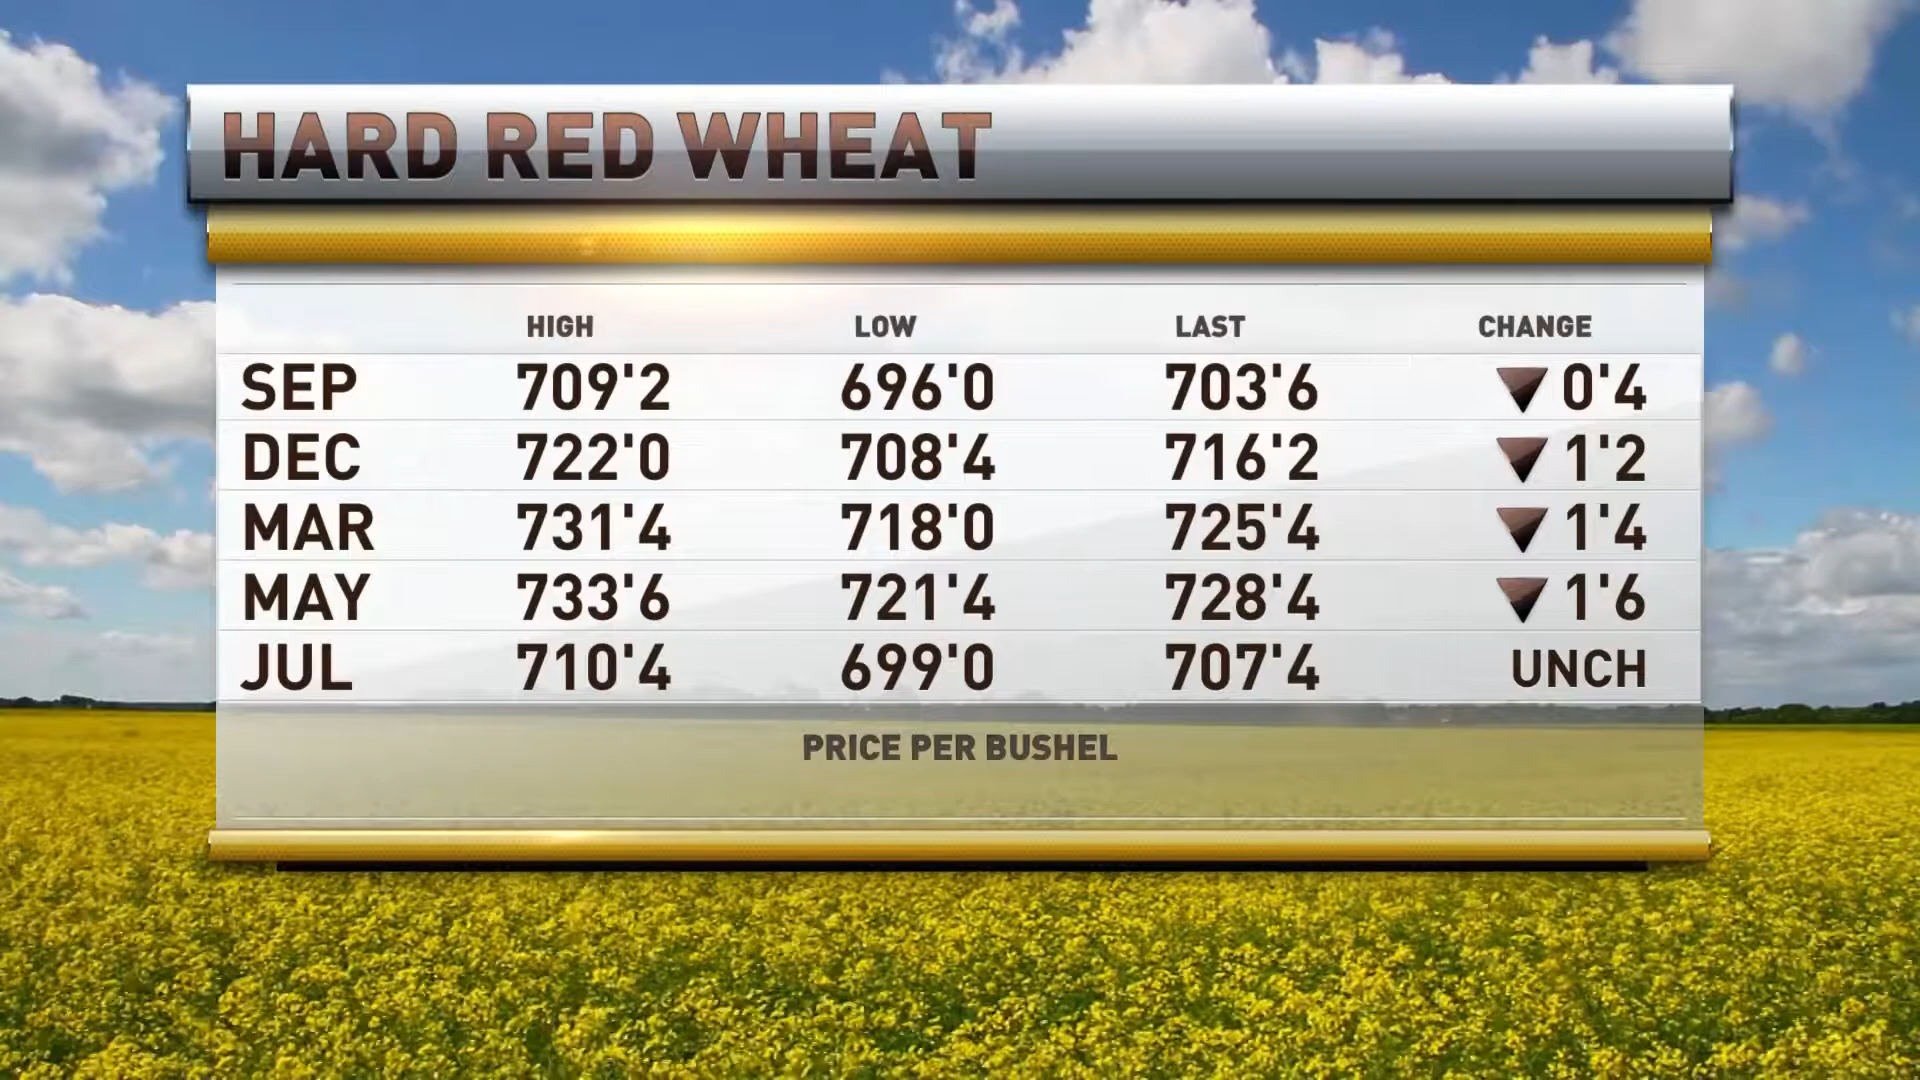 HARD RED WHEAT
HIGH LOW LAST CHANGE
SEP 709'2 696'0 703'6 ▼ 0'4
DEC 722'0 708'4 716'2 ▼ 1'2
MAR 731'4 718'0 725'4 ▼ 1'4
MAY 733'6 721'4 728'4 ▼ 1'6
JUL 710'4 699'0 707'4 UNCH
PRICE PER BUSHEL